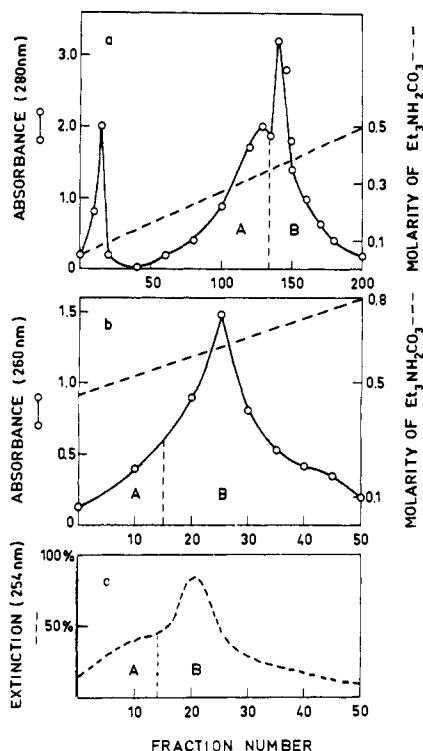 a
ABSORBANCE (280nm)
3.0
2.0
1.0
0
A
B
0.5
0.3
0.1
MOLARITY OF Et3NH2CO3---
50
100
150
200
b
ABSORBANCE (260nm)
1.5
1.0
0.5
0
A
B
0.8
0.5
0.1
MOLARITY OF Et3NH2CO3---
10
20
30
40
50
c
EXTINCTION (254nm)
100%
50%
A
B
0
10
20
30
40
50
FRACTION NUMBER